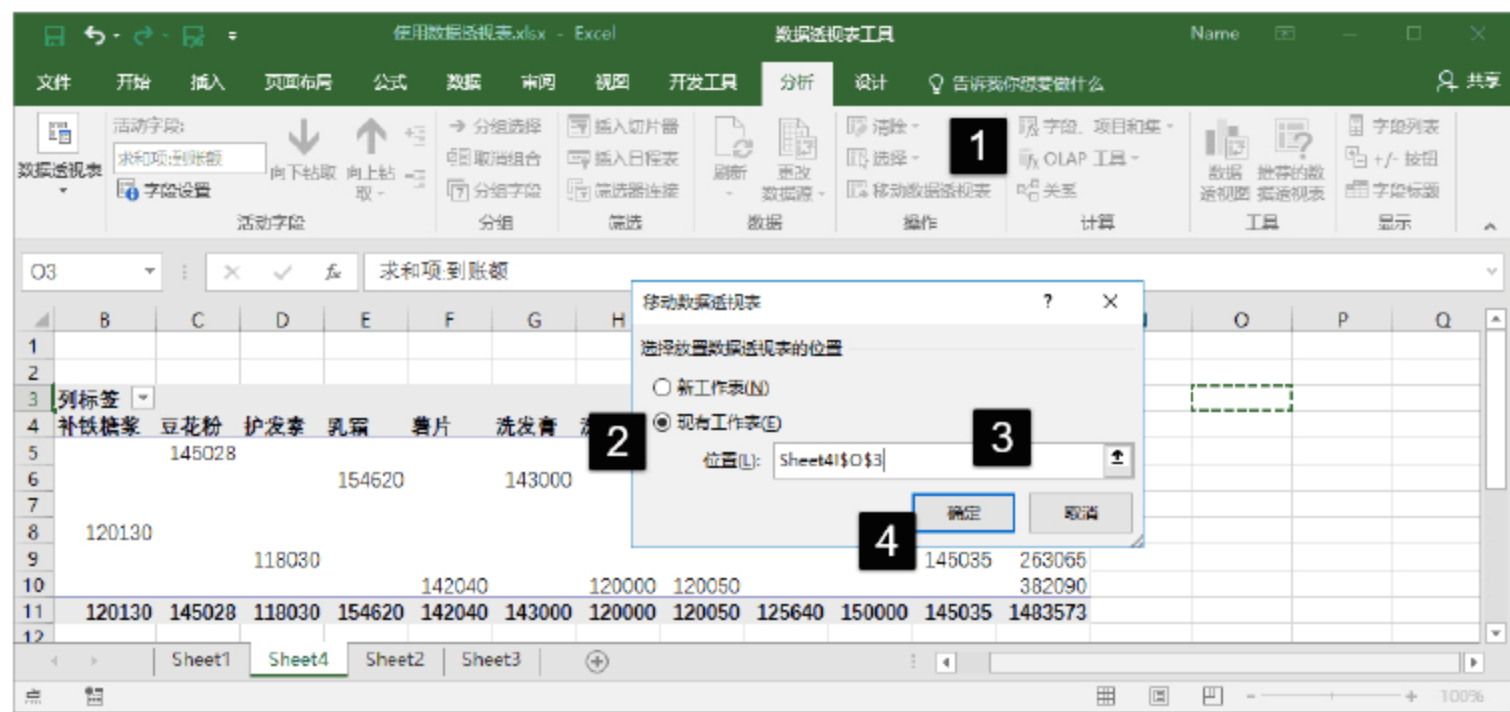 使用数据透视表.xlsx - Excel 数据透视表工具 Name
文件 开始 插入 页面布局 公式 数据 审阅 视图 开发工具 分析 设计 告诉我你想要做什么 共享
数据透视表
活动字段:
求和项:到账额
字段设置
向下钻取 向上钻取
活动字段
分组选择
取消组合
分组字段
分组
插入切片器
插入日程表
筛选器连接
筛选
刷新 更改数据源
数据
清除
选择
移动数据透视表
操作
1
字段、项目和集
OLAP 工具
关系
计算
数据透视图 推荐的数据透视表
工具
字段列表
+/- 按钮
字段标题
显示
O3 fx 求和项:到账额
B C D E F G H O P Q
1
2
3 列标签
4 补铁糖浆 豆花粉 护发素 乳霜 薯片 洗发膏
5 145028
6 154620 143000
7
8 120130
9 118030 145035 263065
10 142040 120000 120050 382090
11 120130 145028 118030 154620 142040 143000 120000 120050 125640 150000 145035 1483573
12
移动数据透视表 ? ×
选择放置数据透视表的位置
新工作表(N)
2 现有工作表(E)
位置(L): Sheet4!$O$3 3
4 确定 取消
Sheet1 Sheet4 Sheet2 Sheet3
点 100%